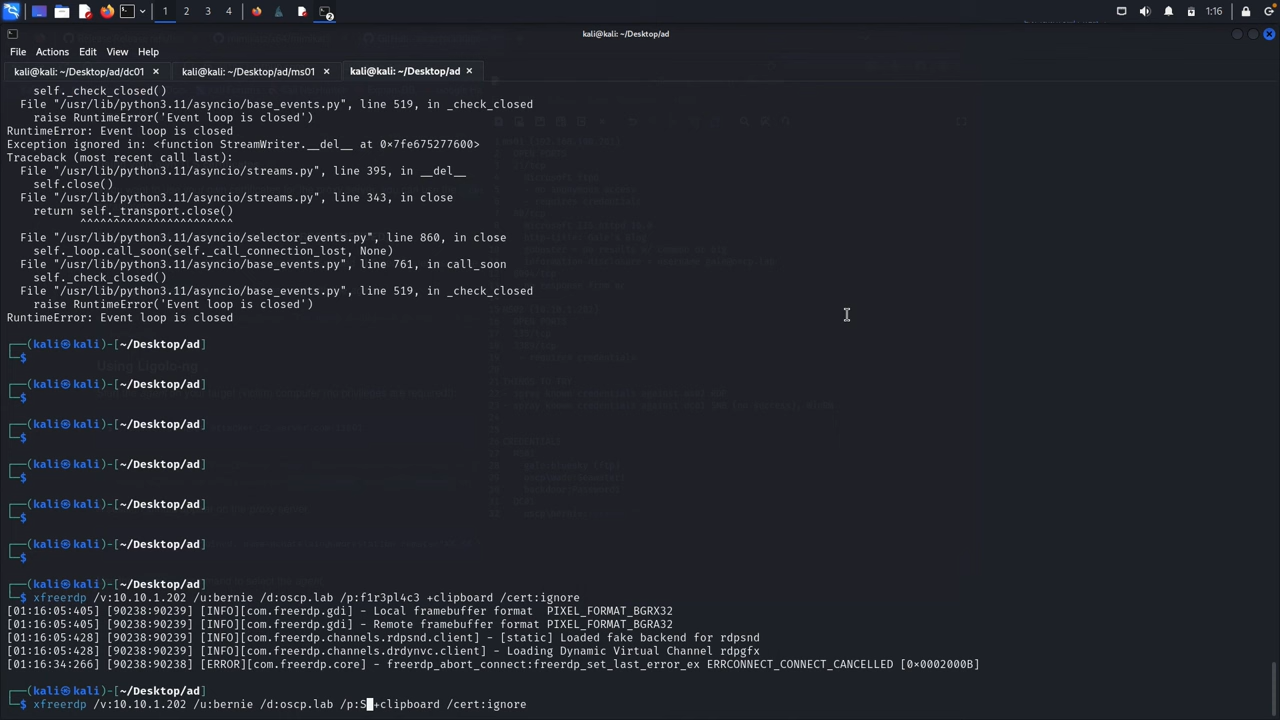 1 2 3 4 2 1:16
kali@kali: ~/Desktop/ad
File Actions Edit View Help
kali@kali: ~/Desktop/ad/dc01 × kali@kali: ~/Desktop/ad/ms01 × kali@kali: ~/Desktop/ad ×
self._check_closed()
File "/usr/lib/python3.11/asyncio/base_events.py", line 519, in _check_closed
raise RuntimeError('Event loop is closed')
RuntimeError: Event loop is closed
Exception ignored in: <function StreamWriter.__del__ at 0×7fe675277600>
Traceback (most recent call last):
File "/usr/lib/python3.11/asyncio/streams.py", line 395, in __del__
self.close()
File "/usr/lib/python3.11/asyncio/streams.py", line 343, in close
return self._transport.close()
^^^^^^^^^^^^^^^^^^^^^^^
File "/usr/lib/python3.11/asyncio/selector_events.py", line 860, in close
self._loop.call_soon(self._call_connection_lost, None)
File "/usr/lib/python3.11/asyncio/base_events.py", line 761, in call_soon
self._check_closed()
File "/usr/lib/python3.11/asyncio/base_events.py", line 519, in _check_closed
raise RuntimeError('Event loop is closed')
RuntimeError: Event loop is closed
┌──(kali㉿kali)-[~/Desktop/ad]
└─$
┌──(kali㉿kali)-[~/Desktop/ad]
└─$
┌──(kali㉿kali)-[~/Desktop/ad]
└─$
┌──(kali㉿kali)-[~/Desktop/ad]
└─$
┌──(kali㉿kali)-[~/Desktop/ad]
└─$
┌──(kali㉿kali)-[~/Desktop/ad]
└─$
┌──(kali㉿kali)-[~/Desktop/ad]
└─$ xfreerdp /v:10.10.1.202 /u:bernie /d:oscp.lab /p:f1r3pl4c3 +clipboard /cert:ignore
[01:16:05:405] [90238:90239] [INFO][com.freerdp.gdi] - Local framebuffer format  PIXEL_FORMAT_BGRX32
[01:16:05:405] [90238:90239] [INFO][com.freerdp.gdi] - Remote framebuffer format PIXEL_FORMAT_BGRA32
[01:16:05:428] [90238:90239] [INFO][com.freerdp.channels.rdpsnd.client] - [static] Loaded fake backend for rdpsnd
[01:16:05:428] [90238:90239] [INFO][com.freerdp.channels.drdynvc.client] - Loading Dynamic Virtual Channel rdpgfx
[01:16:34:266] [90238:90238] [ERROR][com.freerdp.core] - freerdp_abort_connect:freerdp_set_last_error_ex ERRCONNECT_CONNECT_CANCELLED [0×0002000B]
┌──(kali㉿kali)-[~/Desktop/ad]
└─$ xfreerdp /v:10.10.1.202 /u:bernie /d:oscp.lab /p:S +clipboard /cert:ignore